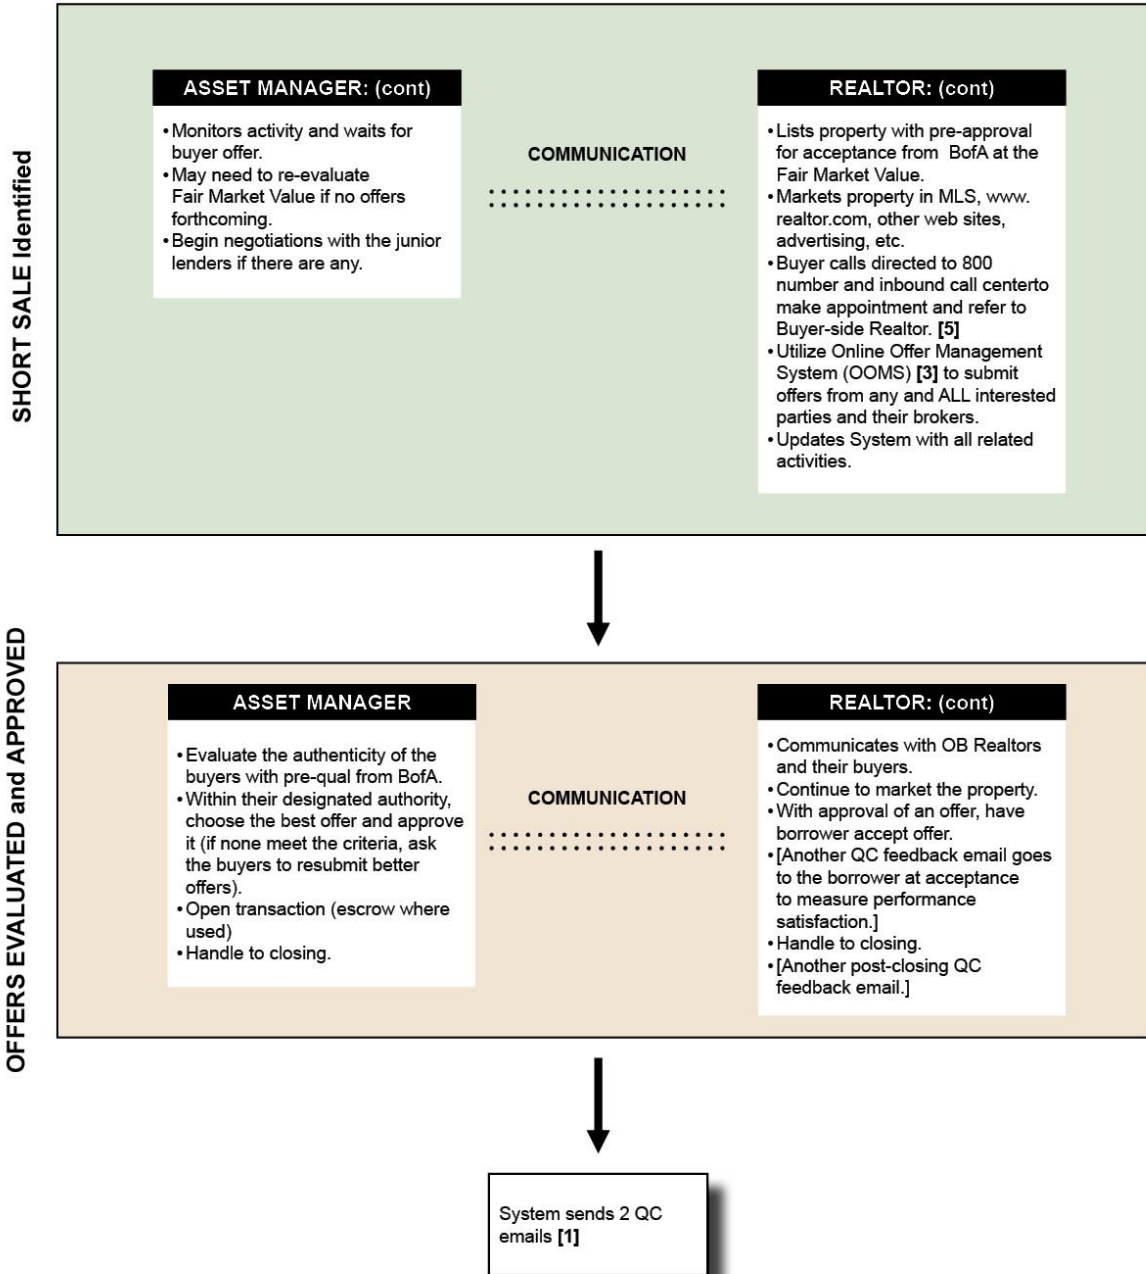 SHORT SALE Identified
ASSET MANAGER: (cont)
• Monitors activity and waits for
buyer offer.
• May need to re-evaluate
Fair Market Value if no offers
forthcoming.
• Begin negotiations with the junior
lenders if there are any.
COMMUNICATION
REALTOR: (cont)
• Lists property with pre-approval
for acceptance from BofA at the
Fair Market Value.
• Markets property in MLS, www.
realtor.com, other web sites,
advertising, etc.
• Buyer calls directed to 800
number and inbound call centerto
make appointment and refer to
Buyer-side Realtor. [5]
• Utilize Online Offer Management
System (OOMS) [3] to submit
offers from any and ALL interested
parties and their brokers.
• Updates System with all related
activities.
OFFERS EVALUATED and APPROVED
ASSET MANAGER
• Evaluate the authenticity of the
buyers with pre-qual from BofA.
• Within their designated authority,
choose the best offer and approve
it (if none meet the criteria, ask
the buyers to resubmit better
offers).
• Open transaction (escrow where
used)
• Handle to closing.
COMMUNICATION
REALTOR: (cont)
• Communicates with OB Realtors
and their buyers.
• Continue to market the property.
• With approval of an offer, have
borrower accept offer.
• [Another QC feedback email goes
to the borrower at acceptance
to measure performance
satisfaction.]
• Handle to closing.
• [Another post-closing QC
feedback email.]
System sends 2 QC
emails [1]